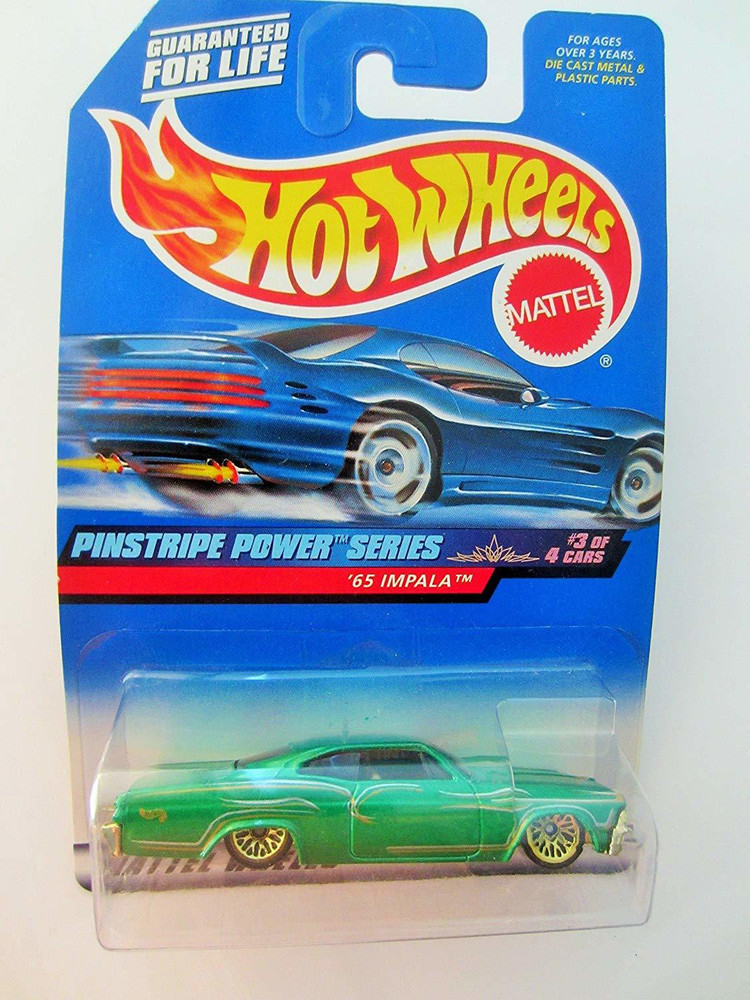 GUARANTEED
FOR LIFE
FOR AGES
OVER 3 YEARS.
DIE CAST METAL &
PLASTIC PARTS.
HOT WHEELS
MATTEL
®
PINSTRIPE POWER™ SERIES
#3 OF
4 CARS
'65 IMPALA™